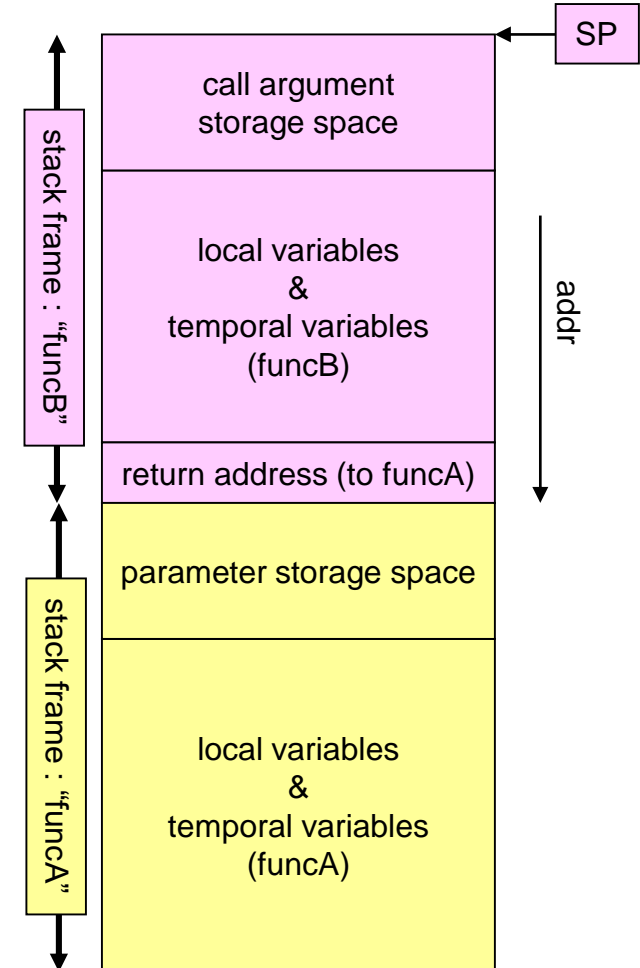 SP
call argument
storage space
stack frame : “funcB”
local variables
&
temporal variables
(funcB)
addr
return address (to funcA)
parameter storage space
stack frame : “funcA”
local variables
&
temporal variables
(funcA)